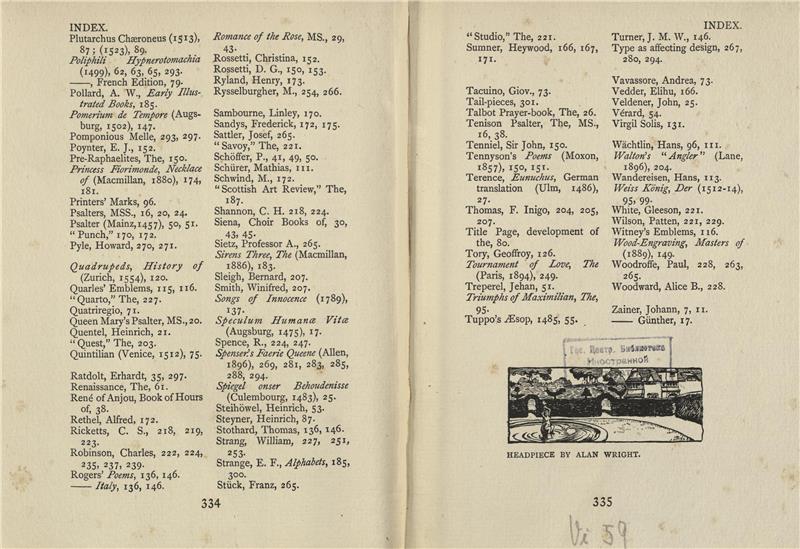 INDEX.
Plutarchus Chæroneus (1513),
87 ; (1523), 89.
Poliphili Hypnerotomachia
(1499), 62, 63, 65, 293.
——, French Edition, 79.
Pollard, A. W., Early Illus-
trated Books, 185.
Pomerium de Tempore (Augs-
burg, 1502), 147.
Pomponious Melle, 293, 297.
Poynter, E. J., 152.
Pre-Raphaelites, The, 150.
Princess Fiorimonde, Necklace
of (Macmillan, 1880), 174,
181.
Printers' Marks, 96.
Psalters, MSS., 16, 20, 24.
Psalter (Mainz, 1457), 50, 51.
"Punch," 170, 172.
Pyle, Howard, 270, 271.
Quadrupeds, History of
(Zurich, 1554), 120.
Quarles' Emblems, 115, 116.
"Quarto," The, 227.
Quatriregio, 71.
Queen Mary's Psalter, MS., 20.
Quentel, Heinrich, 21.
"Quest," The, 203.
Quintilian (Venice, 1512), 75.
Ratdolt, Erhardt, 35, 297.
Renaissance, The, 61.
René of Anjou, Book of Hours
of, 38.
Rethel, Alfred, 172.
Ricketts, C. S., 218, 219,
223.
Robinson, Charles, 222, 224,
235, 237, 239.
Rogers' Poems, 136, 146.
—— Italy, 136, 146.
Romance of the Rose, MS., 29,
43.
Rossetti, Christina, 152.
Rossetti, D. G., 150, 153.
Ryland, Henry, 173.
Rysselburgher, M., 254, 266.
Sambourne, Linley, 170.
Sandys, Frederick, 172, 175.
Sattler, Josef, 265.
"Savoy," The, 221.
Schöffer, P., 41, 49, 50.
Schürer, Mathias, 111.
Schwind, M., 172.
"Scottish Art Review," The,
187.
Shannon, C. H. 218, 224.
Siena, Choir Books of, 30,
43, 45.
Sietz, Professor A., 265.
Sirens Three, The (Macmillan,
1886), 183.
Sleigh, Bernard, 207.
Smith, Winifred, 207.
Songs of Innocence (1789),
137.
Speculum Humanæ Vitæ
(Augsburg, 1475), 17.
Spence, R., 224, 247.
Spenser's Faerie Queene (Allen,
1896), 269, 281, 283, 285,
288, 294.
Spiegel onser Behoudenisse
(Culembourg, 1483), 25.
Steihöwel, Heinrich, 53.
Steyner, Heinrich, 87.
Stothard, Thomas, 136, 146.
Strang, William, 227, 251,
253.
Strange, E. F., Alphabets, 185,
300.
Stück, Franz, 265.
334
INDEX.
"Studio," The, 221.
Sumner, Heywood, 166, 167,
171.
Tacuino, Giov., 73.
Tail-pieces, 301.
Talbot Prayer-book, The, 26.
Tenison Psalter, The, MS.,
16, 38.
Tenniel, Sir John, 150.
Tennyson's Poems (Moxon,
1857), 150, 151.
Terence, Eunuchus, German
translation (Ulm, 1486),
27.
Thomas, F. Inigo, 204, 205,
207.
Title Page, development of
the, 80.
Tory, Geoffroy, 126.
Tournament of Love, The
(Paris, 1894), 249.
Treperel, Jehan, 51.
Triumphs of Maximilian, The,
95.
Tuppo's Æsop, 1485, 55.
Turner, J. M. W., 146.
Type as affecting design, 267,
280, 294.
Vavassore, Andrea, 73.
Vedder, Elihu, 166.
Veldener, John, 25.
Vérard, 54.
Virgil Solis, 131.
Wächtlin, Hans, 96, 111.
Walton's "Angler" (Lane,
1896), 204.
Wandereisen, Hans, 113.
Weiss König, Der (1512-14),
95, 99.
White, Gleeson, 221.
Wilson, Patten, 221, 229.
Witney's Emblems, 116.
Wood-Engraving, Masters of
(1889), 149.
Woodroffe, Paul, 228, 263,
265.
Woodward, Alice B., 228.
Zainer, Johann, 7, 11.
—— Günther, 17.
Гос. Центр. Библиотека
Иностранной
HEADPIECE BY ALAN WRIGHT.
335
Vi 59